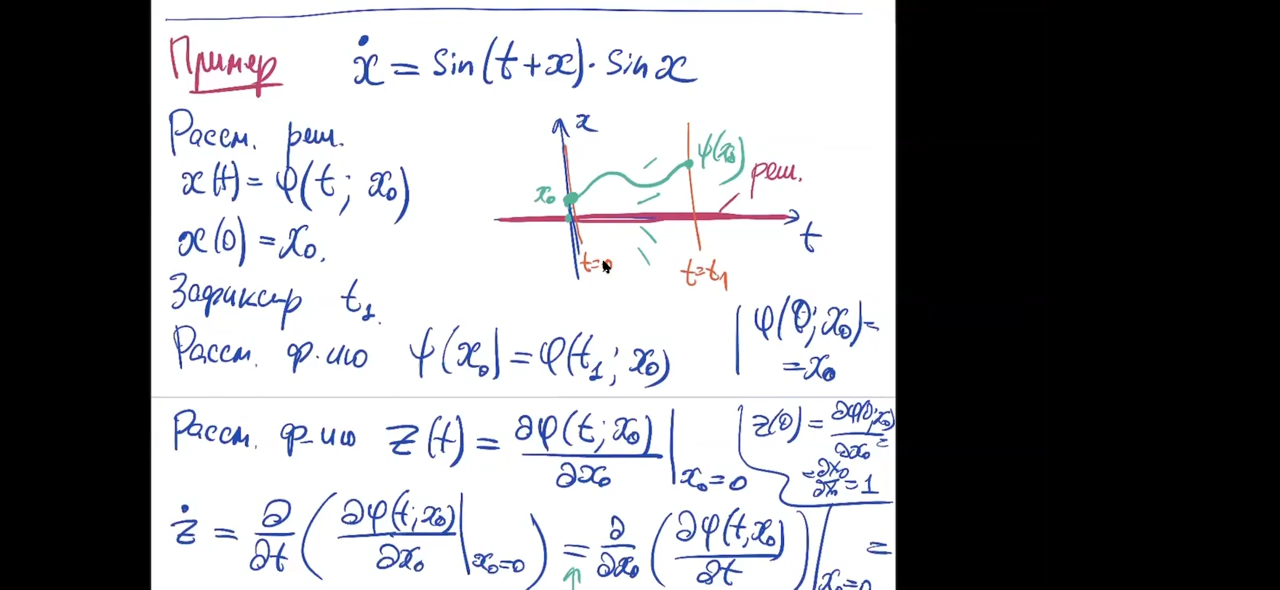 Пример ẋ = sin(t+x)·sin x
Рассм. реш.
x(t) = φ(t; x₀)
x(0) = x₀.
Зафиксир t₁.
x
x₀
ψ(x₀)
реш.
t
t=0
t=t₁
Рассм. ф-ию ψ(x₀) = φ(t₁; x₀)
φ(0; x₀) =
= x₀
Рассм. ф-ию z(t) = ∂φ(t; x₀)/∂x₀ |x₀=0
z(0) = ∂φ(0; x₀)/∂x₀ =
= ∂x₀/∂x₀ = 1
ż = ∂/∂t (∂φ(t; x₀)/∂x₀ |x₀=0) = ∂/∂x₀ (∂φ(t, x₀)/∂t) |x₀=0 =